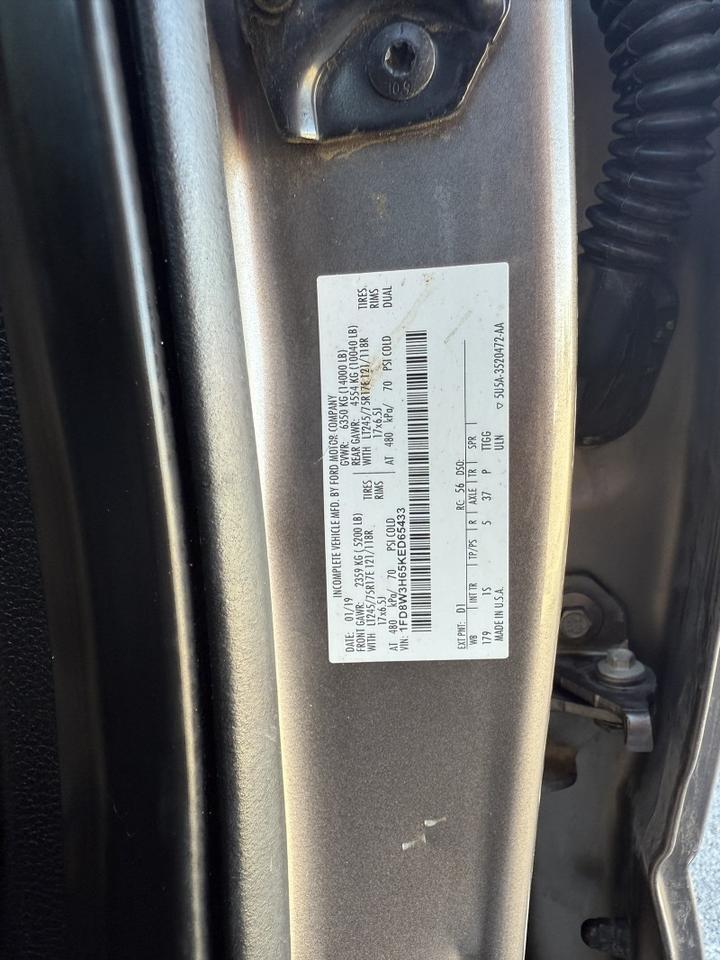 INCOMPLETE VEHICLE MFD. BY FORD MOTOR COMPANY
DATE: 01/19 GVWR: 6350 KG (14000 LB)
FRONT GAWR: 2359 KG (5200 LB) REAR GAWR: 4554 KG (10040 LB)
WITH LT245/75R17E 121/118R TIRES WITH LT245/75R17E 121/118R TIRES
17x6.5J RIMS 17x6.5J RIMS
AT 480 kPa/ 70 PSI COLD AT 480 kPa/ 70 PSI COLD DUAL
VIN: 1FD8W3H65KED65433
EXT PNT: D1 RC: 56 DSO:
WB INT TR TP/PS R AXLE TR SPR
179 1S 5 37 P TTGG
MADE IN U.S.A. ULN
▽ 5U5A-3520472-AA